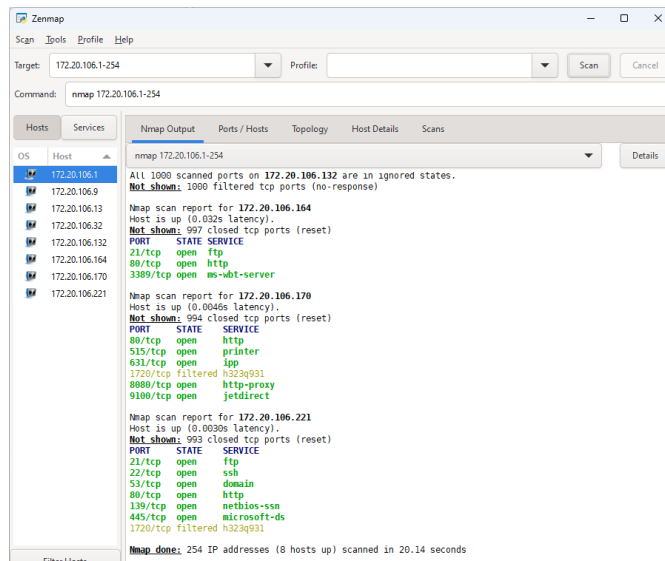 Zenmap
Scan Tools Profile Help
Target: 172.20.106.1-254 Profile: Scan Cancel
Command: nmap 172.20.106.1-254
Hosts Services
Nmap Output Ports / Hosts Topology Host Details Scans
OS Host
nmap 172.20.106.1-254 Details
172.20.106.1
172.20.106.9
172.20.106.13
172.20.106.32
172.20.106.132
172.20.106.164
172.20.106.170
172.20.106.221
All 1000 scanned ports on 172.20.106.132 are in ignored states.
Not shown: 1000 filtered tcp ports (no-response)
Nmap scan report for 172.20.106.164
Host is up (0.032s latency).
Not shown: 997 closed tcp ports (reset)
PORT STATE SERVICE
21/tcp open ftp
80/tcp open http
3389/tcp open ms-wbt-server
Nmap scan report for 172.20.106.170
Host is up (0.0046s latency).
Not shown: 994 closed tcp ports (reset)
PORT STATE SERVICE
80/tcp open http
515/tcp open printer
631/tcp open ipp
1720/tcp filtered h323q931
8080/tcp open http-proxy
9100/tcp open jetdirect
Nmap scan report for 172.20.106.221
Host is up (0.0030s latency).
Not shown: 993 closed tcp ports (reset)
PORT STATE SERVICE
21/tcp open ftp
22/tcp open ssh
53/tcp open domain
80/tcp open http
139/tcp open netbios-ssn
445/tcp open microsoft-ds
1720/tcp filtered h323q931
Nmap done: 254 IP addresses (8 hosts up) scanned in 20.14 seconds
Filter Hosts